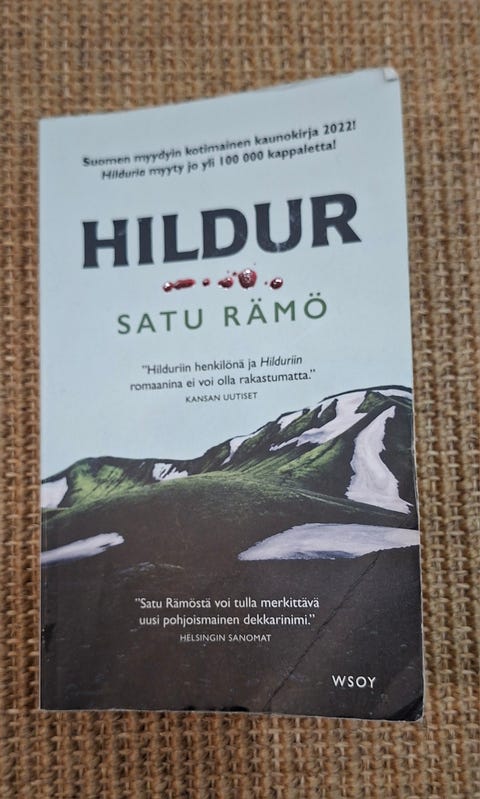 Suomen myydyin kotimainen kaunokirja 2022!
Hilduria myyty jo yli 100 000 kappaletta!
HILDUR
SATU RÄMÖ
”Hilduriin henkilönä ja Hilduriin
romaanina ei voi olla rakastumatta.”
KANSAN UUTISET
”Satu Rämöstä voi tulla merkittävä
uusi pohjoismainen dekkarinimi.”
HELSINGIN SANOMAT
WSOY